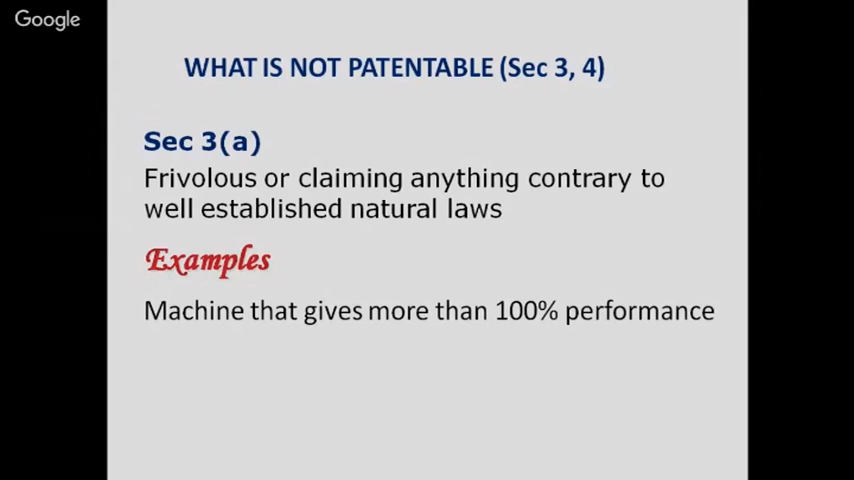 Google
WHAT IS NOT PATENTABLE (Sec 3, 4)
Sec 3(a)
Frivolous or claiming anything contrary to
well established natural laws
Examples
Machine that gives more than 100% performance